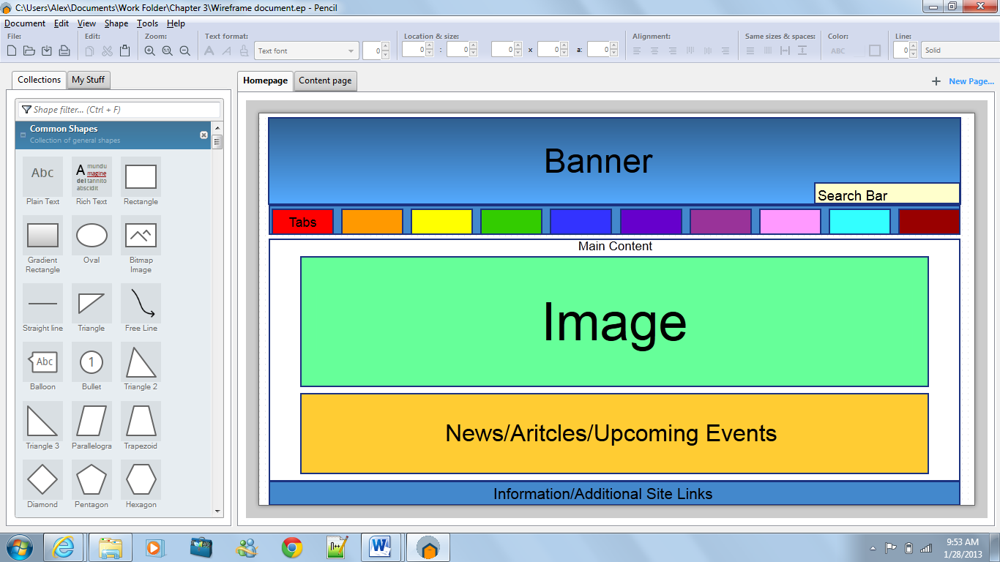 C:\Users\Alex\Documents\Work Folder\Chapter 3\Wireframe document.ep - Pencil
Document Edit View Shape Tools Help
File: Edit: Zoom: Text format: Location & size: Alignment: Same sizes & spaces: Color: Line:
1:1 A A Text font 0 0 : 0 0 x 0 a: 0 ABC 0 Solid
Collections My Stuff Homepage Content page + New Page...
Shape filter... (Ctrl + F)
Common Shapes
Collection of general shapes
Abc
A mundu
magine
del tannito
abscidit
Plain Text Rich Text Rectangle
Gradient Rectangle Oval Bitmap Image
Straight line Triangle Free Line
Abc 1
Balloon Bullet Triangle 2
Triangle 3 Parallelogra Trapezoid
Diamond Pentagon Hexagon
Banner
Search Bar
Tabs
Main Content
Image
News/Aritcles/Upcoming Events
Information/Additional Site Links
9:53 AM
1/28/2013